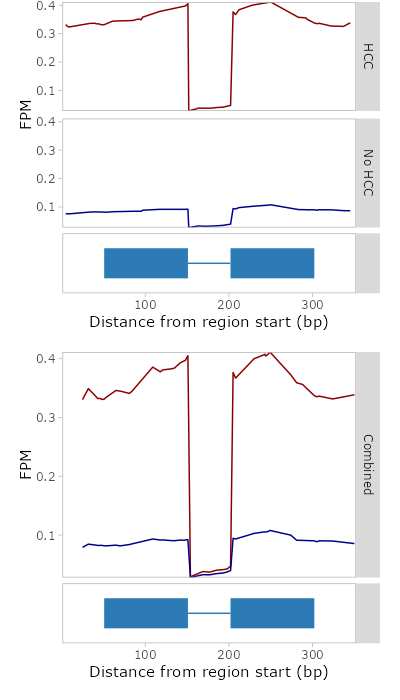 0.4
0.3
0.2
0.1
HCC
FPM
0.4
0.3
0.2
0.1
No HCC
100 200 300
Distance from region start (bp)
0.4
0.3
0.1
FPM
Combined
100 200 300
Distance from region start (bp)